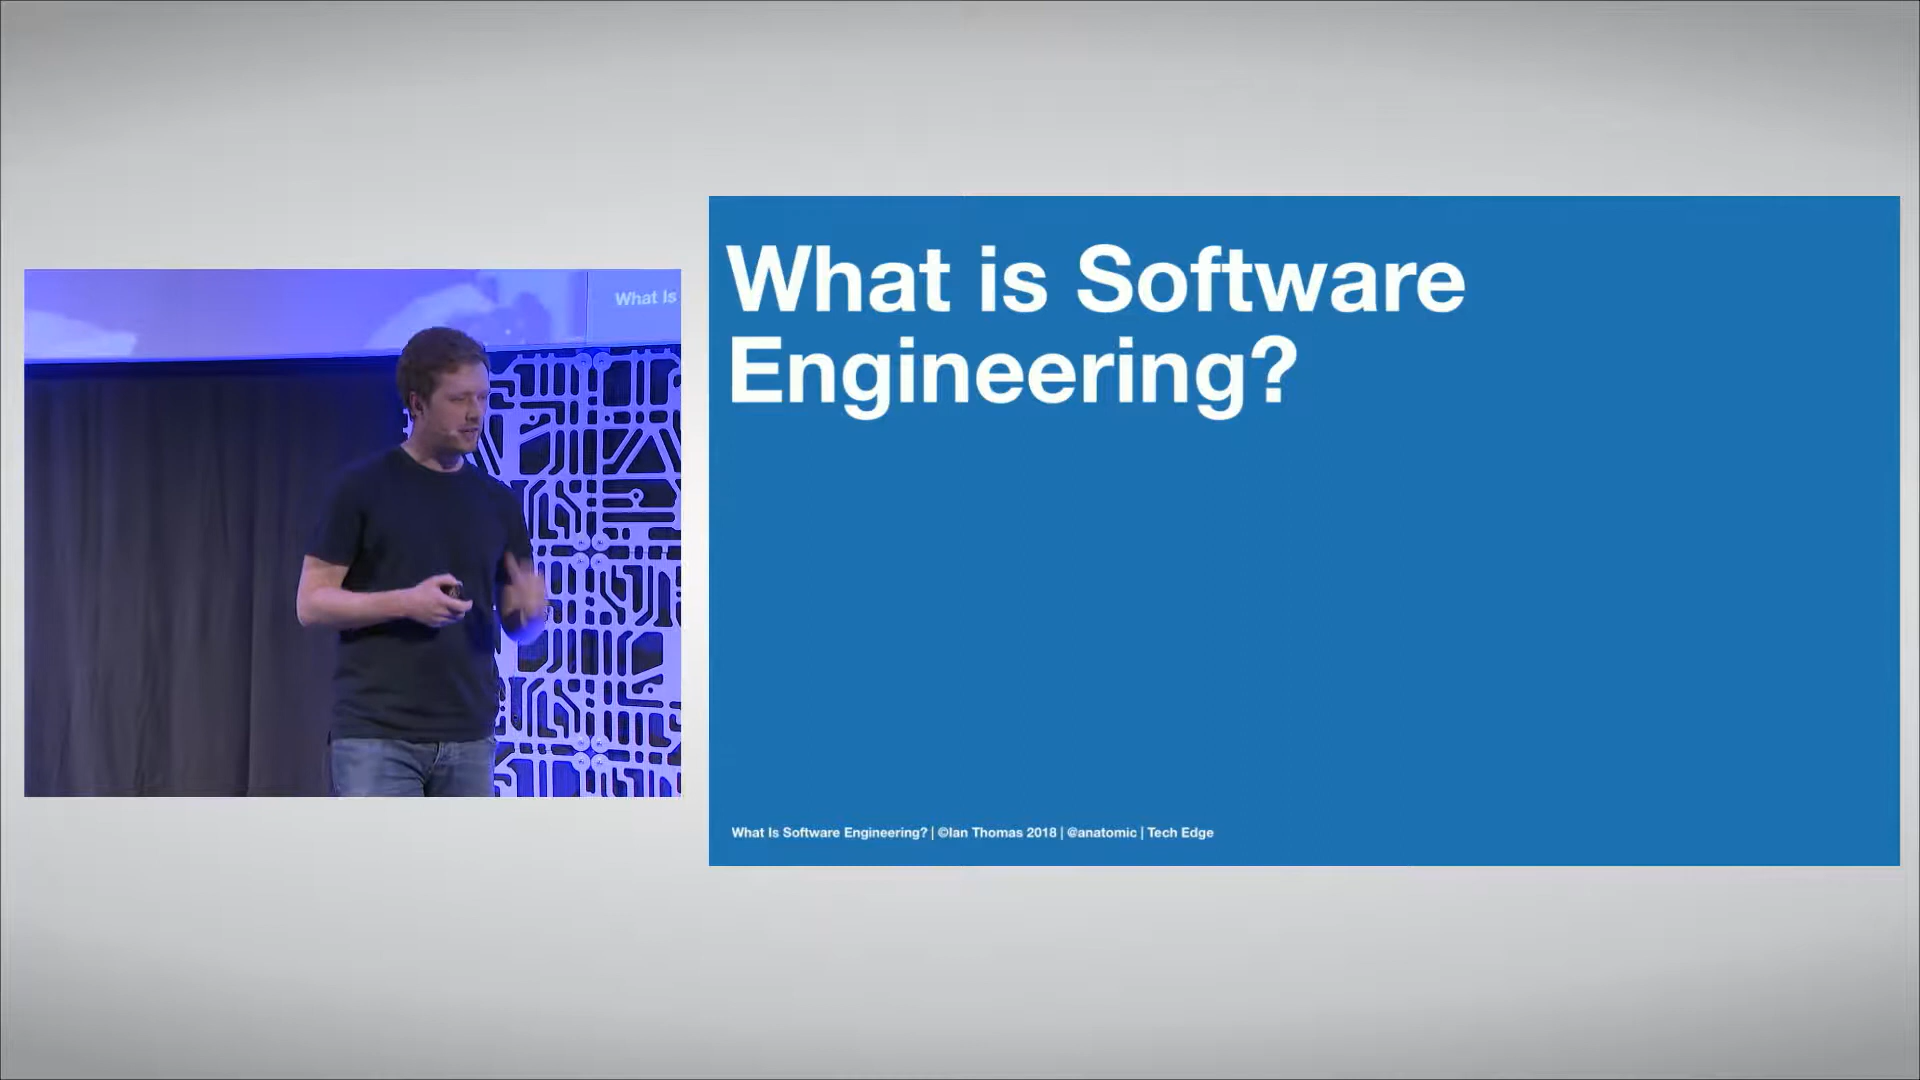 What Is
What is Software
Engineering?
What Is Software Engineering? | ©Ian Thomas 2018 | @anatomic | Tech Edge